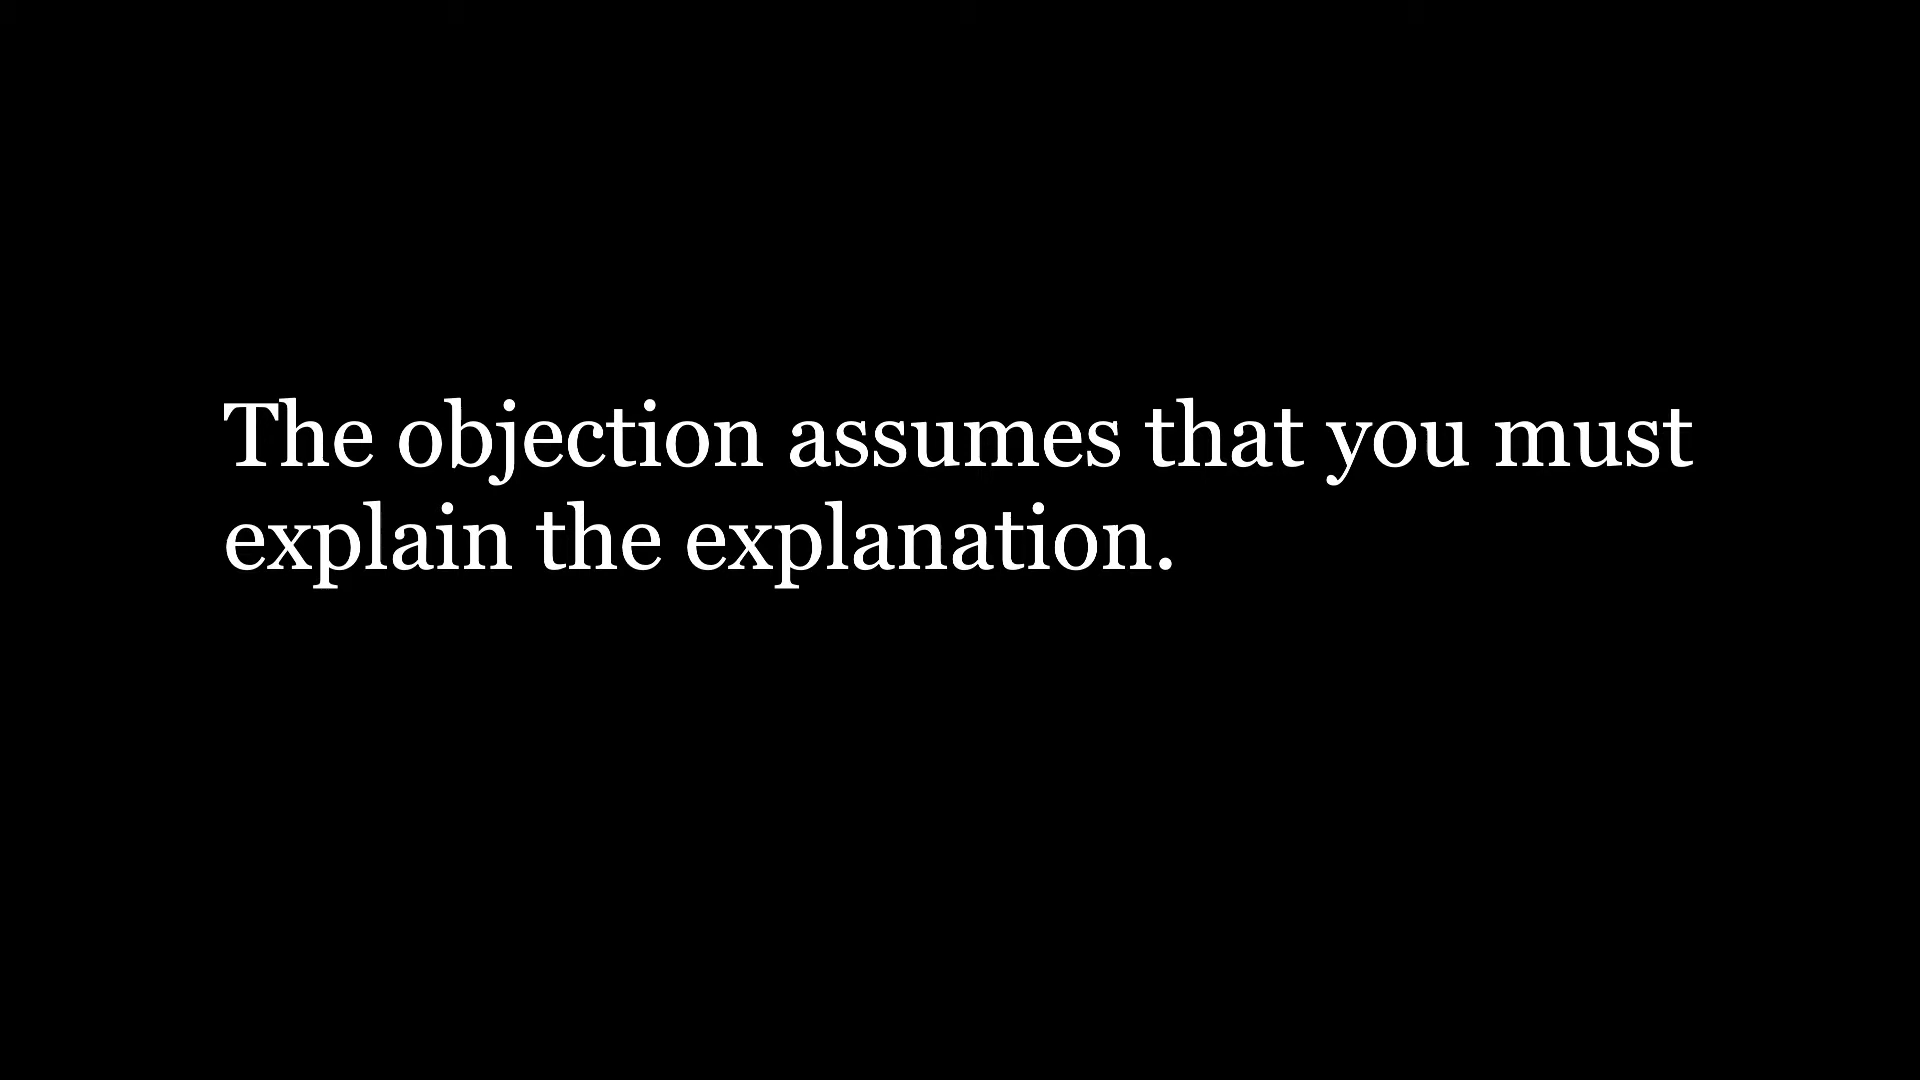 The objection assumes that you must
explain the explanation.